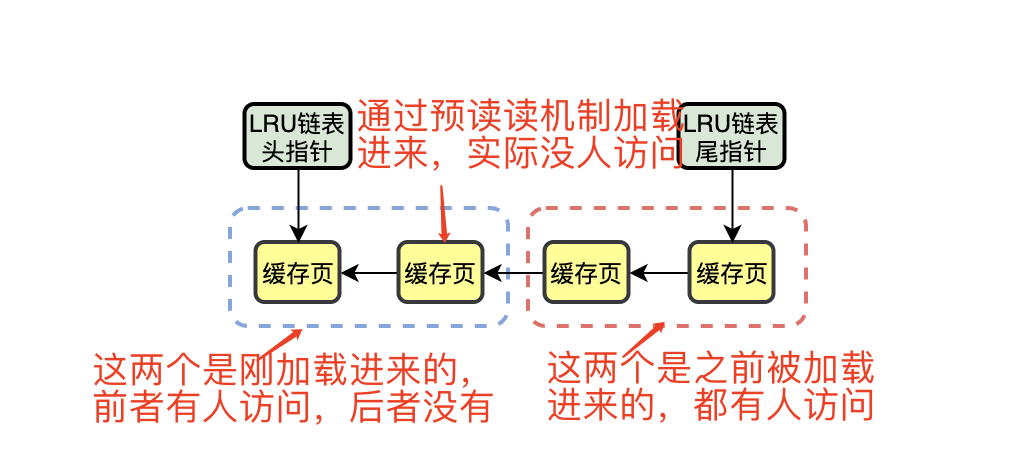 LRU链表
头指针
通过预读读机制加载
进来，实际没人访问
LRU链表
尾指针
缓存页
缓存页
缓存页
缓存页
这两个是刚加载进来的，
前者有人访问，后者没有
这两个是之前被加载
进来的，都有人访问